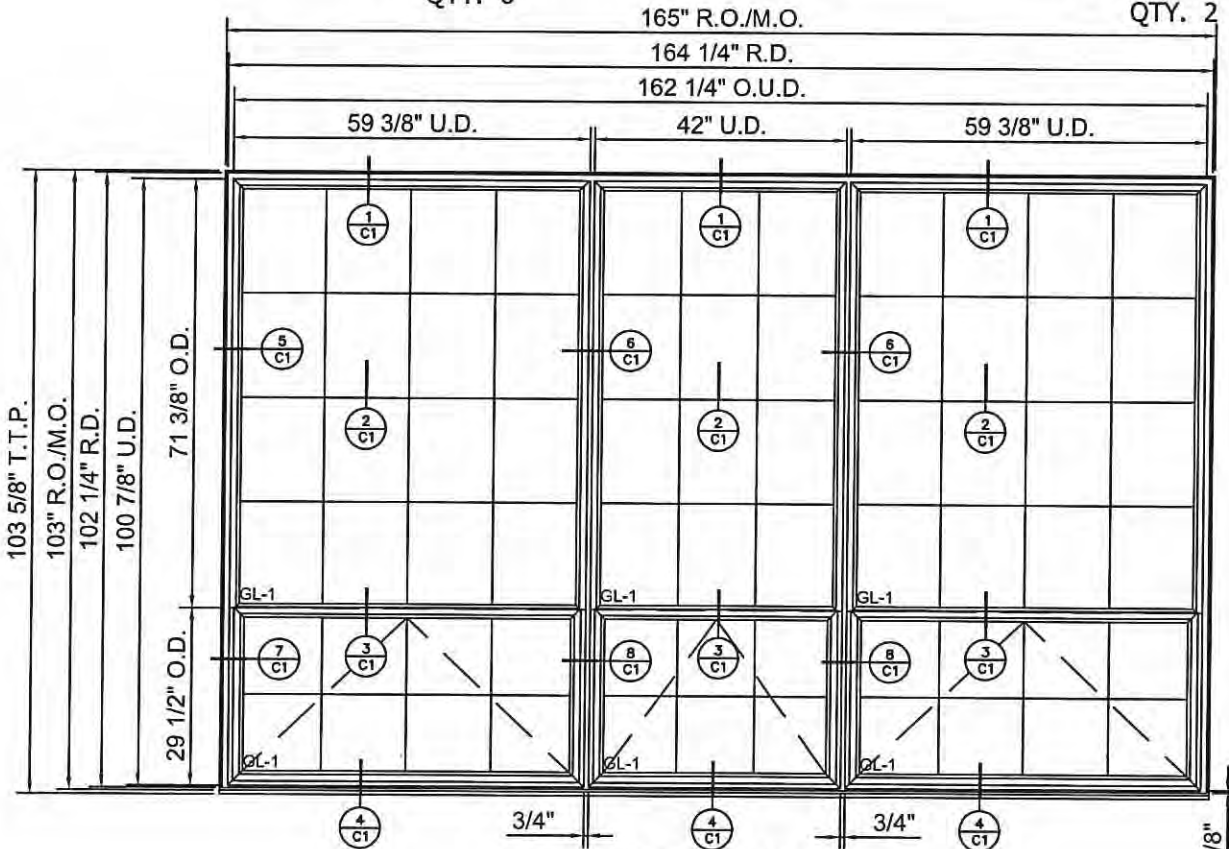 QTY. 2
165" R.O./M.O.
164 1/4" R.D.
162 1/4" O.U.D.
59 3/8" U.D.
42" U.D.
59 3/8" U.D.
1
C1
1
C1
1
C1
5
C1
6
C1
6
C1
2
C1
2
C1
2
C1
103 5/8" T.T.P.
103" R.O./M.O.
102 1/4" R.D.
100 7/8" U.D.
71 3/8" O.D.
29 1/2" O.D.
GL-1
GL-1
GL-1
7
C1
3
C1
8
C1
3
C1
8
C1
3
C1
GL-1
GL-1
GL-1
4
C1
3/4"
4
C1
3/4"
4
C1